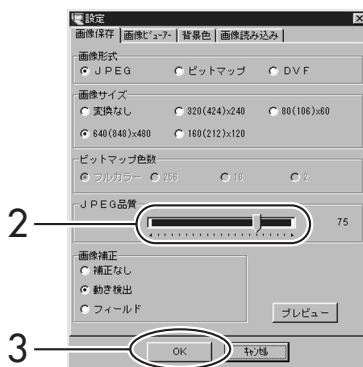 設定
画像保存 画像ビューアー 背景色 画像読み込み
画像形式
JPEG ビットマップ DVF
画像サイズ
変換なし 320(424)x240 80(106)x60
640(848)x480 160(212)x120
ビットマップ色数
フルカラー 256 16 2
JPEG品質
2 75
画像補正
補正なし
動き検出
フィールド プレビュー
3 OK キャンセル